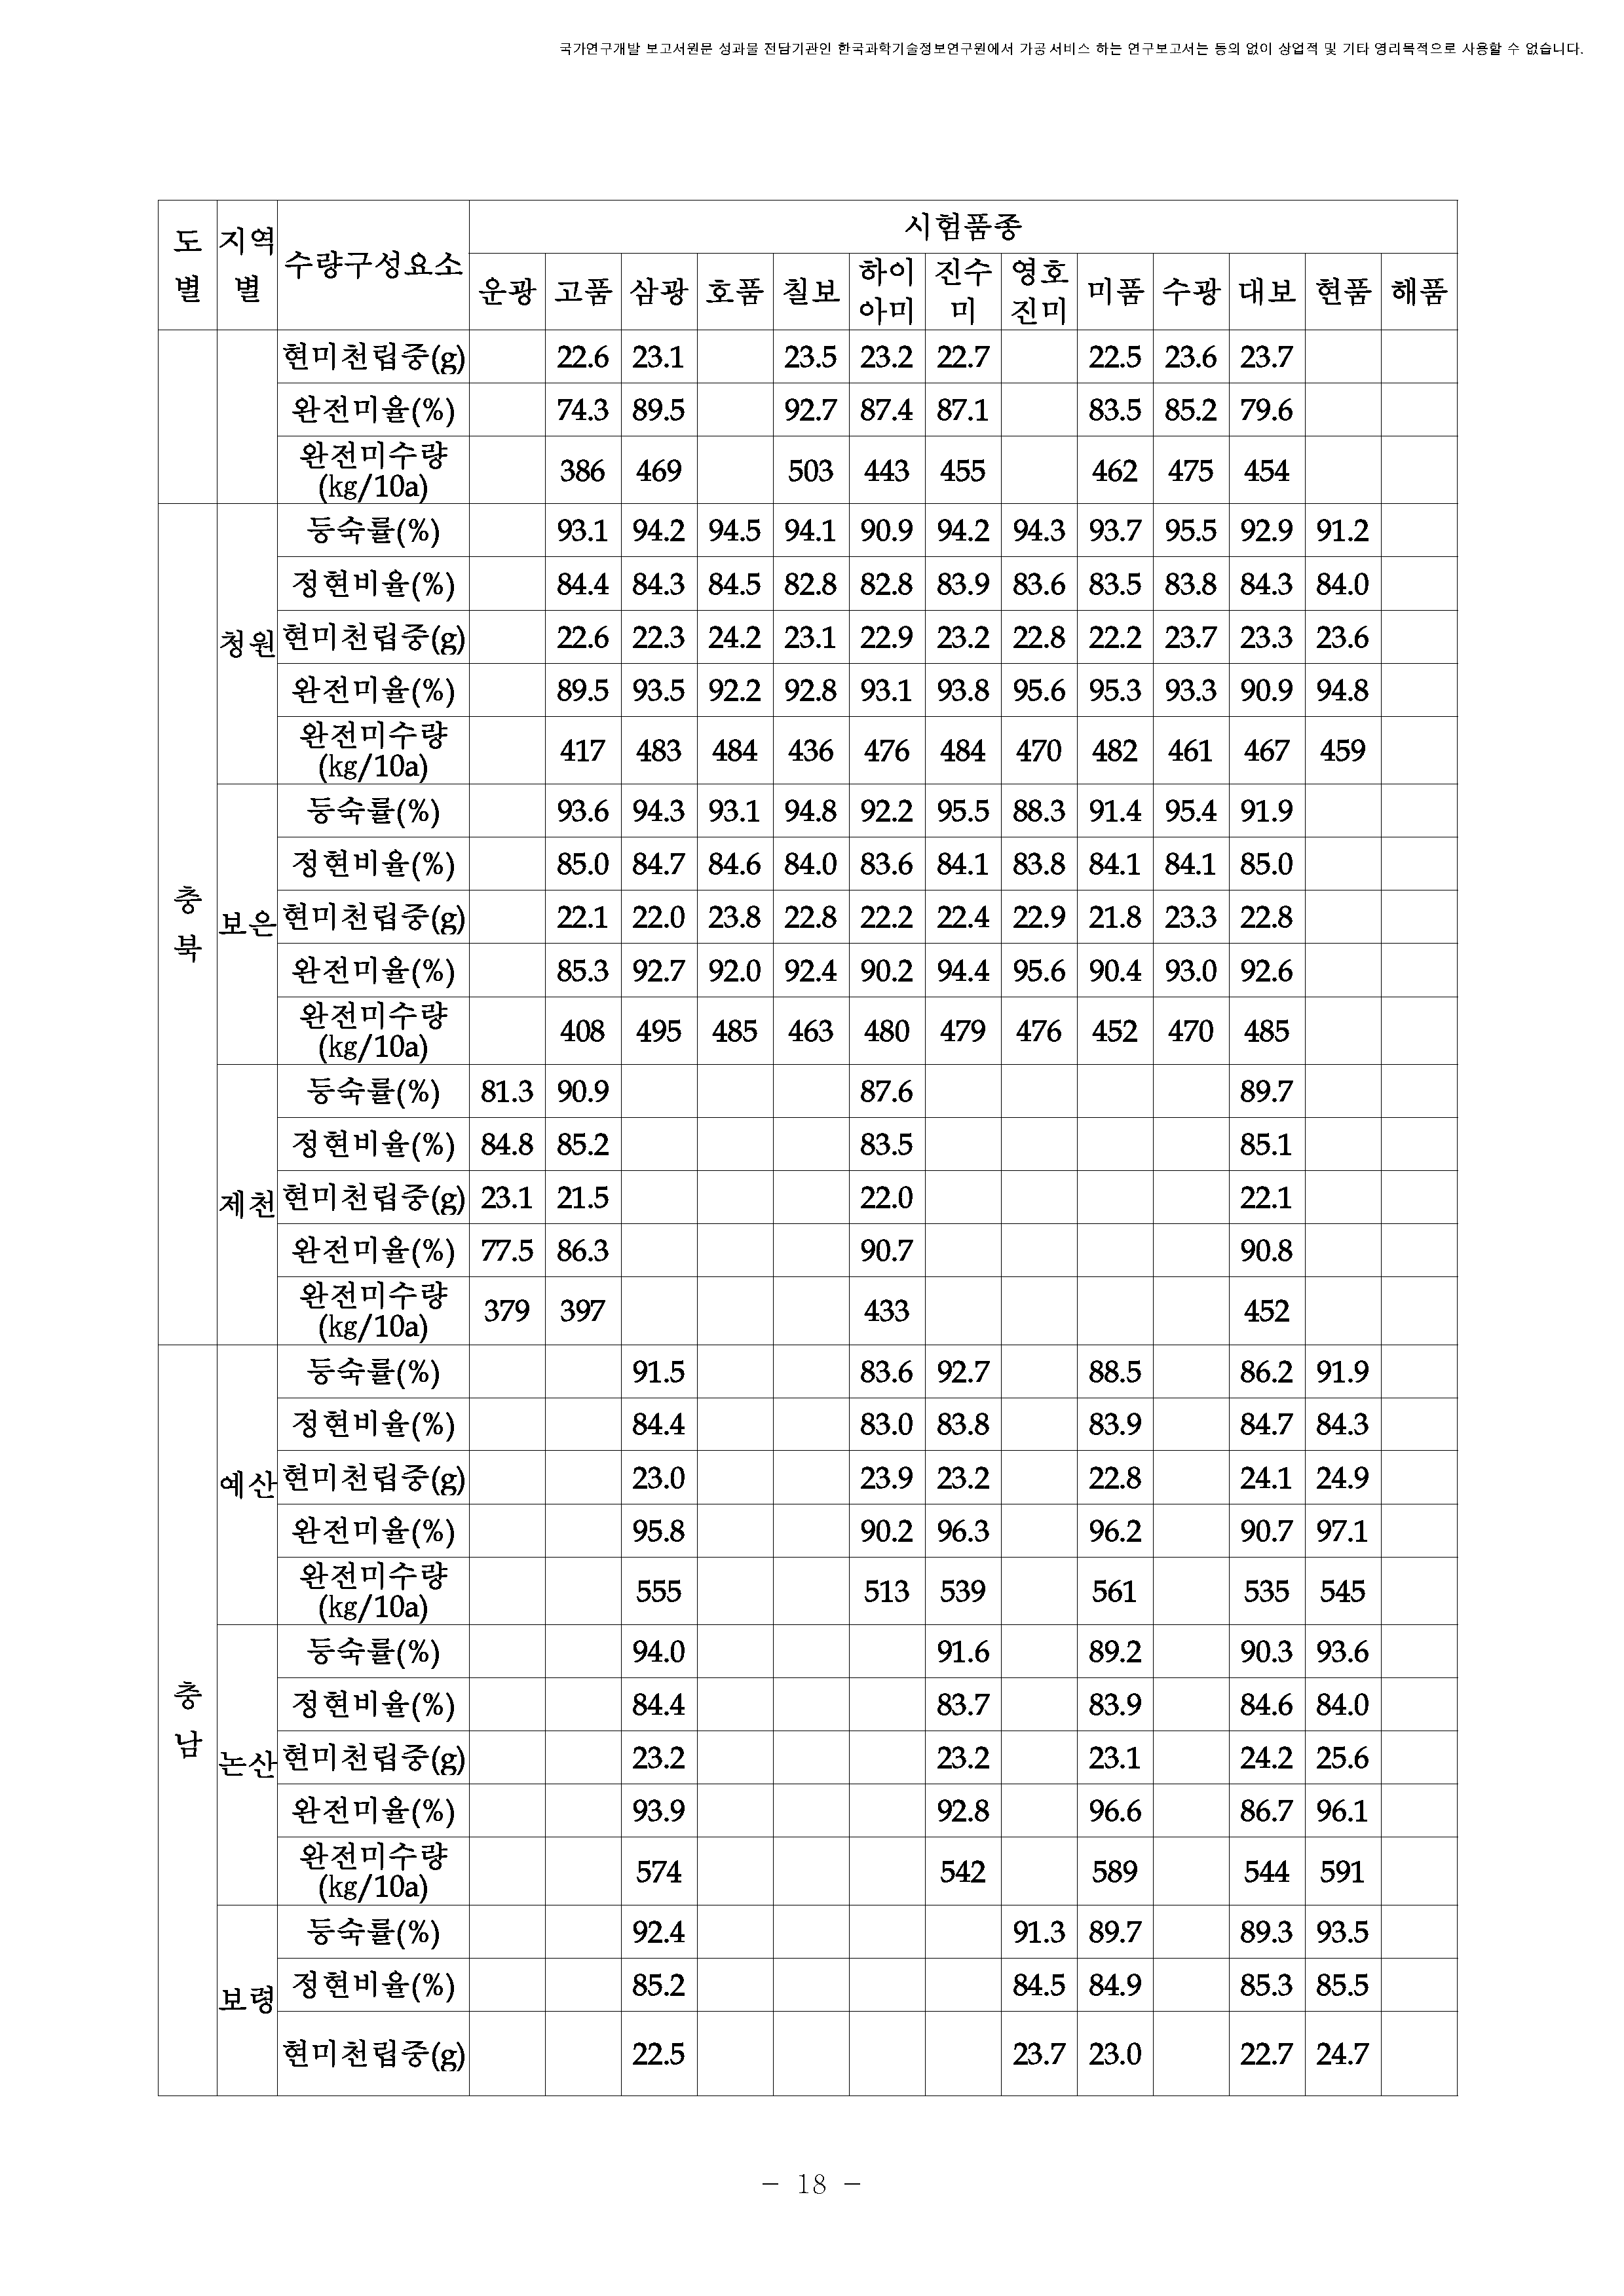 국가연구개발 보고서원문 성과물 전담기관인 한국과학기술정보연구원에서 가공·서비스 하는 연구보고서는 동의 없이 상업적 및 기타 영리목적으로 사용할 수 없습니다.
도별 지역별 수량구성요소 시험품종
운광 고품 삼광 호품 칠보 하이아미 진수미 영호진미 미품 수광 대보 현품 해품
현미천립중(g) 22.6 23.1 23.5 23.2 22.7 22.5 23.6 23.7
완전미율(%) 74.3 89.5 92.7 87.4 87.1 83.5 85.2 79.6
완전미수량(kg/10a) 386 469 503 443 455 462 475 454
충북 청원 등숙률(%) 93.1 94.2 94.5 94.1 90.9 94.2 94.3 93.7 95.5 92.9 91.2
정현비율(%) 84.4 84.3 84.5 82.8 82.8 83.9 83.6 83.5 83.8 84.3 84.0
현미천립중(g) 22.6 22.3 24.2 23.1 22.9 23.2 22.8 22.2 23.7 23.3 23.6
완전미율(%) 89.5 93.5 92.2 92.8 93.1 93.8 95.6 95.3 93.3 90.9 94.8
완전미수량(kg/10a) 417 483 484 436 476 484 470 482 461 467 459
보은 등숙률(%) 93.6 94.3 93.1 94.8 92.2 95.5 88.3 91.4 95.4 91.9
정현비율(%) 85.0 84.7 84.6 84.0 83.6 84.1 83.8 84.1 84.1 85.0
현미천립중(g) 22.1 22.0 23.8 22.8 22.2 22.4 22.9 21.8 23.3 22.8
완전미율(%) 85.3 92.7 92.0 92.4 90.2 94.4 95.6 90.4 93.0 92.6
완전미수량(kg/10a) 408 495 485 463 480 479 476 452 470 485
제천 등숙률(%) 81.3 90.9 87.6 89.7
정현비율(%) 84.8 85.2 83.5 85.1
현미천립중(g) 23.1 21.5 22.0 22.1
완전미율(%) 77.5 86.3 90.7 90.8
완전미수량(kg/10a) 379 397 433 452
충남 예산 등숙률(%) 91.5 83.6 92.7 88.5 86.2 91.9
정현비율(%) 84.4 83.0 83.8 83.9 84.7 84.3
현미천립중(g) 23.0 23.9 23.2 22.8 24.1 24.9
완전미율(%) 95.8 90.2 96.3 96.2 90.7 97.1
완전미수량(kg/10a) 555 513 539 561 535 545
논산 등숙률(%) 94.0 91.6 89.2 90.3 93.6
정현비율(%) 84.4 83.7 83.9 84.6 84.0
현미천립중(g) 23.2 23.2 23.1 24.2 25.6
완전미율(%) 93.9 92.8 96.6 86.7 96.1
완전미수량(kg/10a) 574 542 589 544 591
보령 등숙률(%) 92.4 91.3 89.7 89.3 93.5
정현비율(%) 85.2 84.5 84.9 85.3 85.5
현미천립중(g) 22.5 23.7 23.0 22.7 24.7
- 18 -